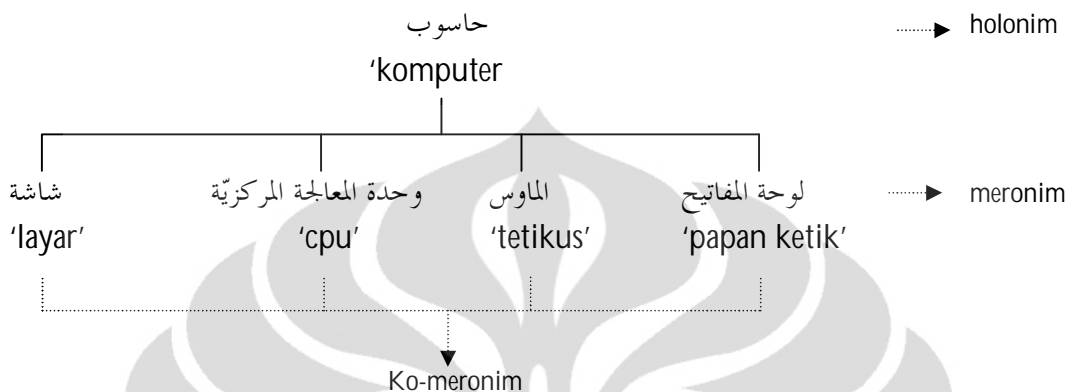 حاسوب
holonim
‘komputer
شاشة
وحدة المعالجة المركزيّة
الماوس
لوحة المفاتيح
meronim
‘layar’
‘cpu’
‘tetikus’
‘papan ketik’
Ko-meronim